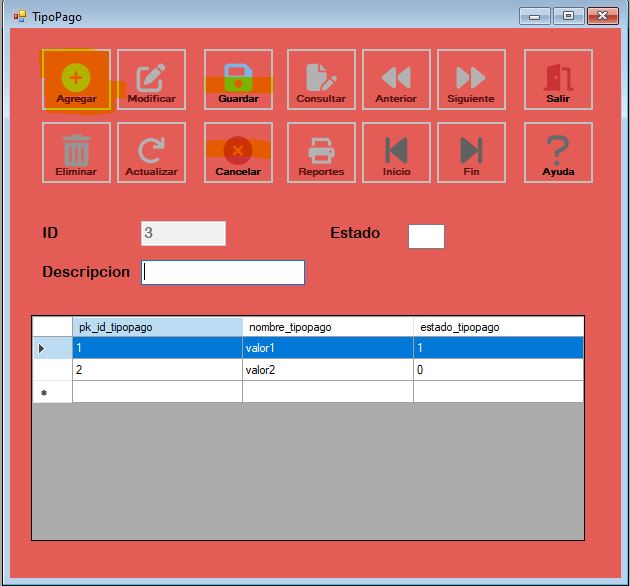 TipoPago
Agregar Modificar Guardar Consultar Anterior Siguiente Salir
Eliminar Actualizar Cancelar Reportes Inicio Fin Ayuda
ID 3 Estado
Descripcion
pk_id_tipopago nombre_tipopago estado_tipopago
1 valor1 1
2 valor2 0